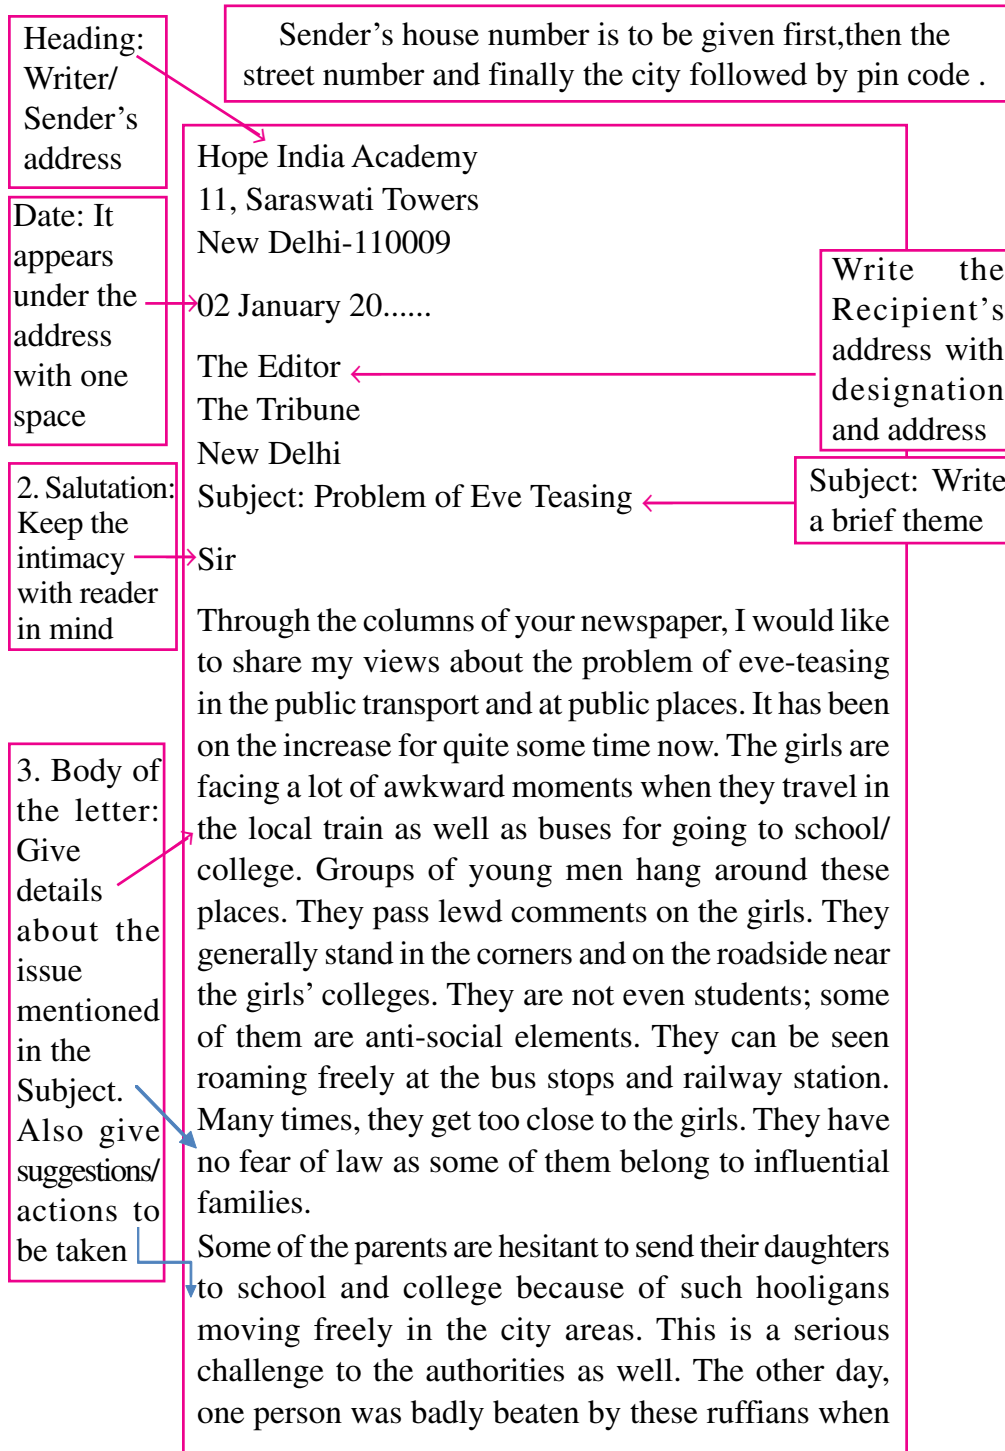 Heading:
Writer/
Sender's
address
Sender's house number is to be given first,then the
street number and finally the city followed by pin code .
Hope India Academy
11, Saraswati Towers
New Delhi-110009
Date: It
appears
under the
address
with one
space
02 January 20......
Write the
Recipient's
address with
designation
and address
The Editor
The Tribune
New Delhi
Subject: Problem of Eve Teasing
Subject: Write
a brief theme
2. Salutation:
Keep the
intimacy
with reader
in mind
Sir
Through the columns of your newspaper, I would like
to share my views about the problem of eve-teasing
in the public transport and at public places. It has been
on the increase for quite some time now. The girls are
facing a lot of awkward moments when they travel in
the local train as well as buses for going to school/
college. Groups of young men hang around these
places. They pass lewd comments on the girls. They
generally stand in the corners and on the roadside near
the girls' colleges. They are not even students; some
of them are anti-social elements. They can be seen
roaming freely at the bus stops and railway station.
Many times, they get too close to the girls. They have
no fear of law as some of them belong to influential
families.
3. Body of
the letter:
Give
details
about the
issue
mentioned
in the
Subject.
Also give
suggestions/
actions to
be taken
Some of the parents are hesitant to send their daughters
to school and college because of such hooligans
moving freely in the city areas. This is a serious
challenge to the authorities as well. The other day,
one person was badly beaten by these ruffians when